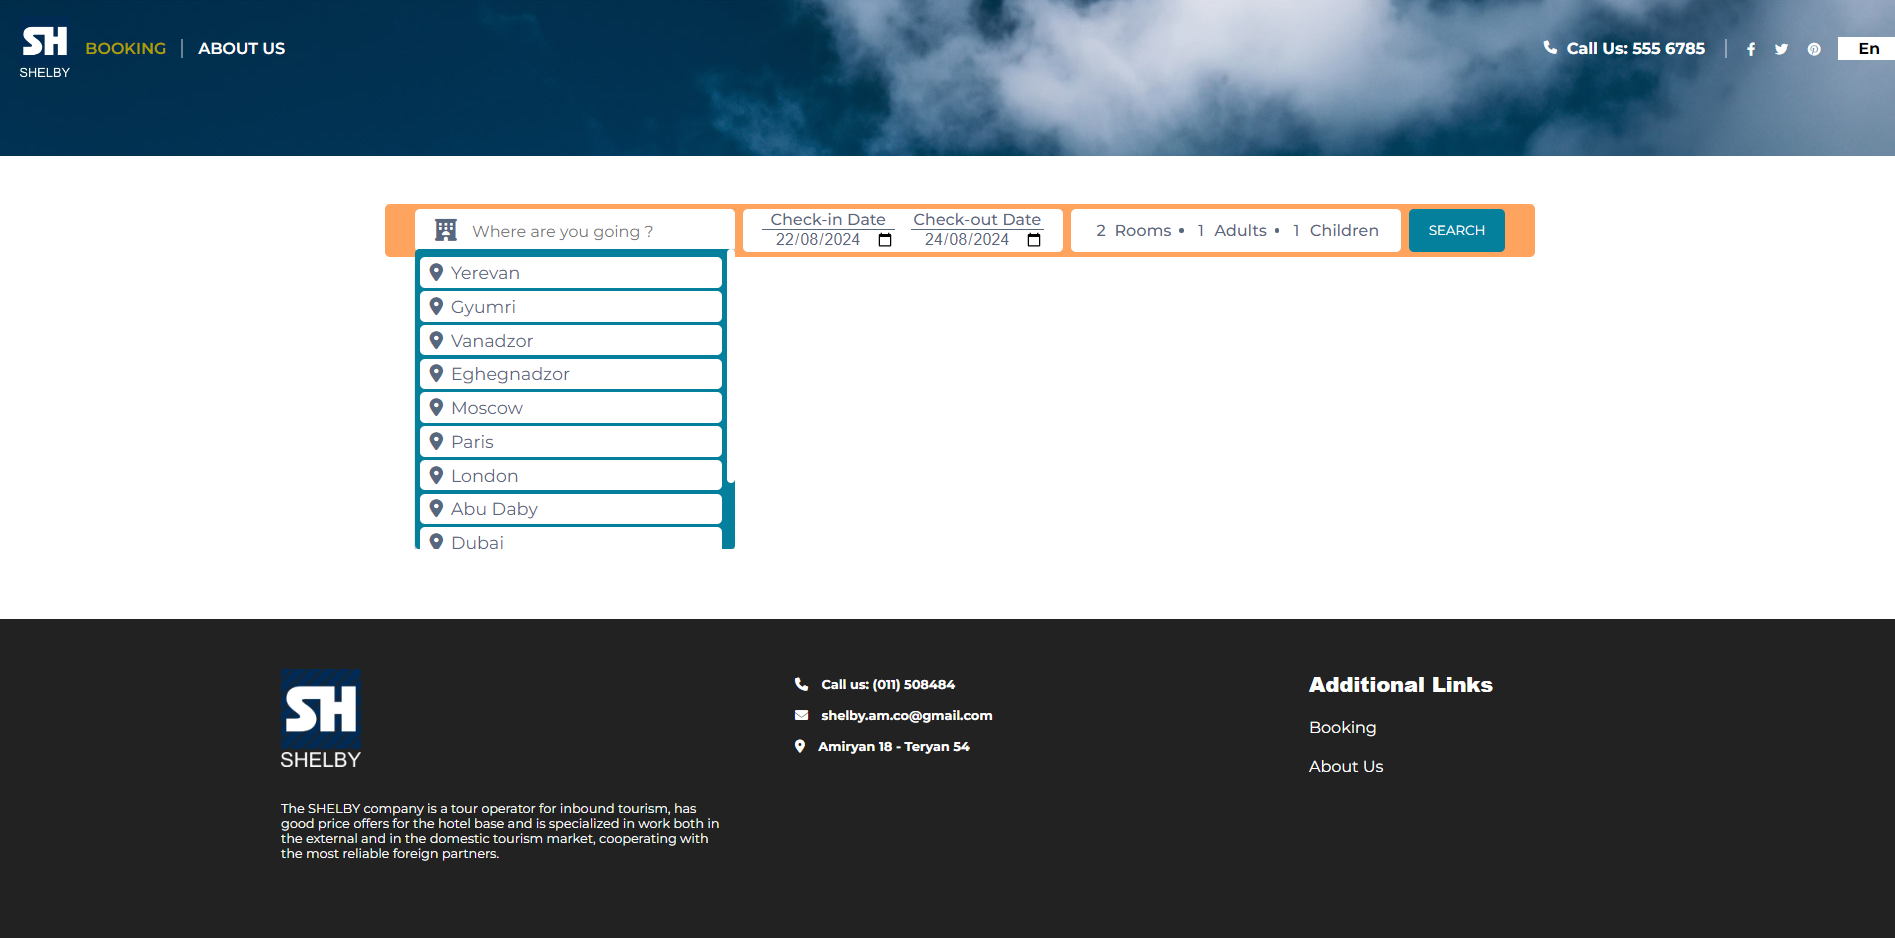 SH
SHELBY
BOOKING
ABOUT US
Call Us: 555 6785
En
Where are you going ?
Check-in Date
22/08/2024
Check-out Date
24/08/2024
2 Rooms • 1 Adults • 1 Children
SEARCH
Yerevan
Gyumri
Vanadzor
Eghegnadzor
Moscow
Paris
London
Abu Daby
Dubai
SH
SHELBY
The SHELBY company is a tour operator for inbound tourism, has
good price offers for the hotel base and is specialized in work both in
the external and in the domestic tourism market, cooperating with
the most reliable foreign partners.
Call us: (011) 508484
shelby.am.co@gmail.com
Amiryan 18 - Teryan 54
Additional Links
Booking
About Us